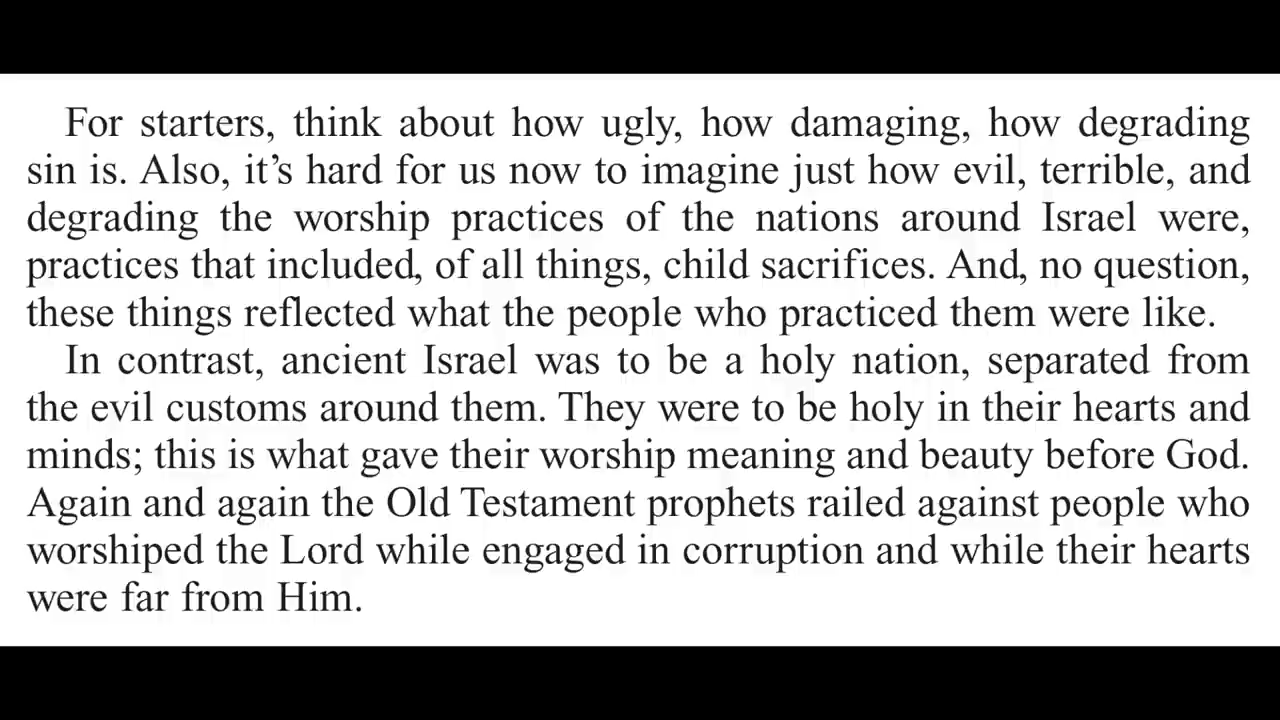 For starters, think about how ugly, how damaging, how degrading
sin is. Also, it’s hard for us now to imagine just how evil, terrible, and
degrading the worship practices of the nations around Israel were,
practices that included, of all things, child sacrifices. And, no question,
these things reflected what the people who practiced them were like.
In contrast, ancient Israel was to be a holy nation, separated from
the evil customs around them. They were to be holy in their hearts and
minds; this is what gave their worship meaning and beauty before God.
Again and again the Old Testament prophets railed against people who
worshiped the Lord while engaged in corruption and while their hearts
were far from Him.